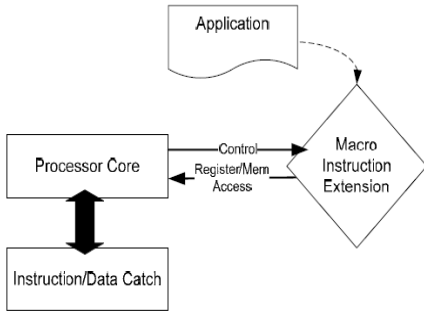 Application
Control
Register/Mem
Access
Macro
Instruction
Extension
Processor Core
Instruction/Data Catch